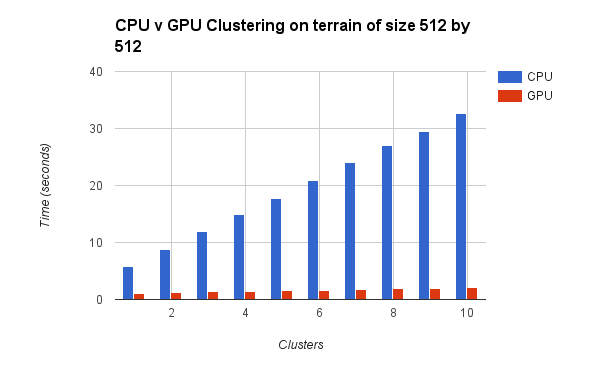 CPU v GPU Clustering on terrain of size 512 by
512
CPU
GPU
Time (seconds)
40
30
20
10
0
2
4
6
8
10
Clusters